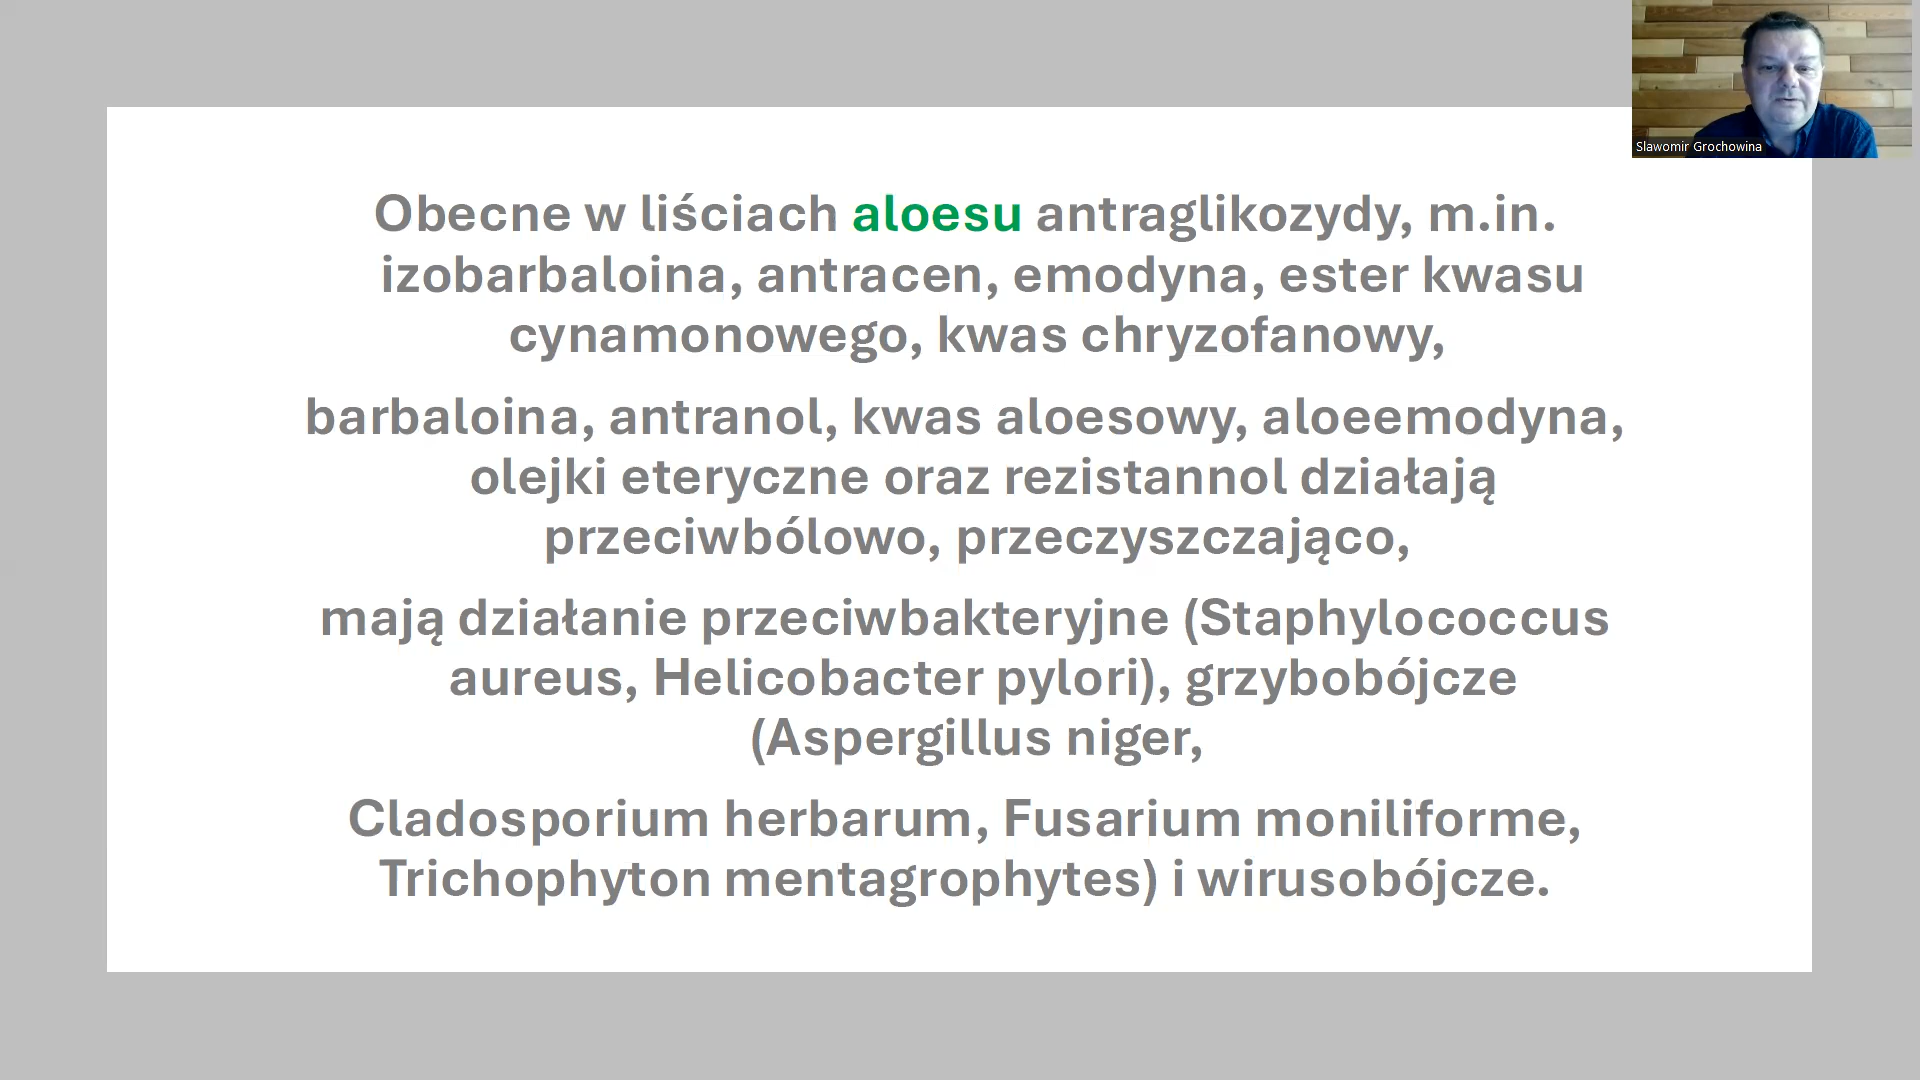 Slawomir Grochowina
Obecne w liściach aloesu antraglikozydy, m.in.
izobarbaloina, antracen, emodyna, ester kwasu
cynamonowego, kwas chryzofanowy,
barbaloina, antranol, kwas aloesowy, aloeemodyna,
olejki eteryczne oraz rezistannol działają
przeciwbólowo, przeczyszczająco,
mają działanie przeciwbakteryjne (Staphylococcus
aureus, Helicobacter pylori), grzybobójcze
(Aspergillus niger,
Cladosporium herbarum, Fusarium moniliforme,
Trichophyton mentagrophytes) i wirusobójcze.